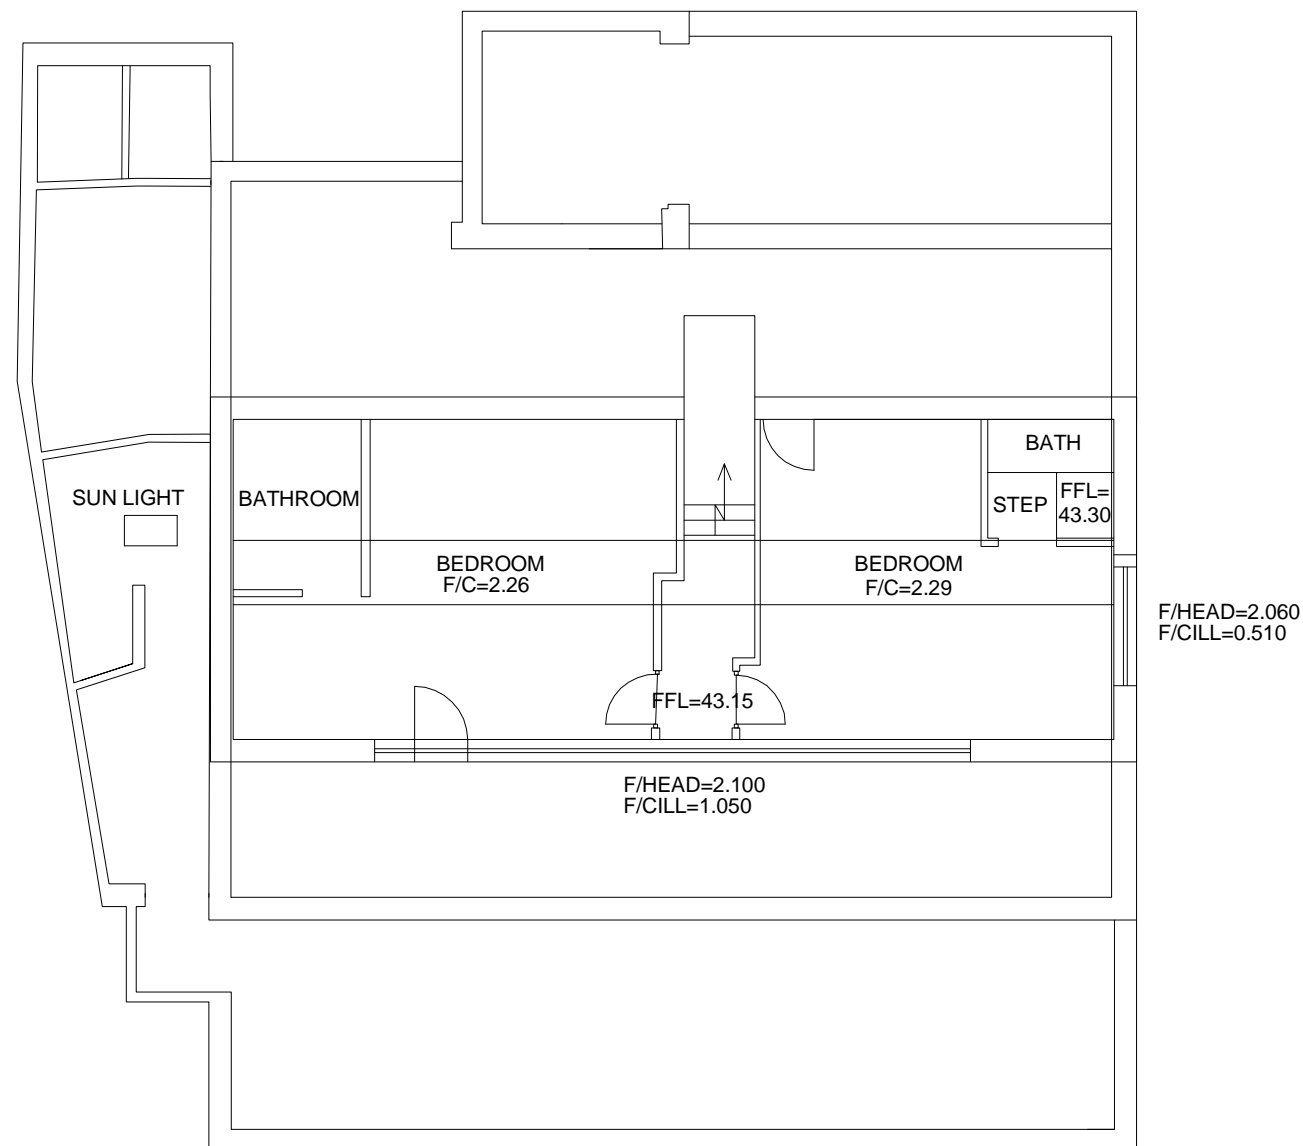 BATH
SUN LIGHT
BATHROOM
STEP
FFL=
43.30
BEDROOM
F/C=2.26
BEDROOM
F/C=2.29
F/HEAD=2.060
F/CILL=0.510
FFL=43.15
F/HEAD=2.100
F/CILL=1.050
N